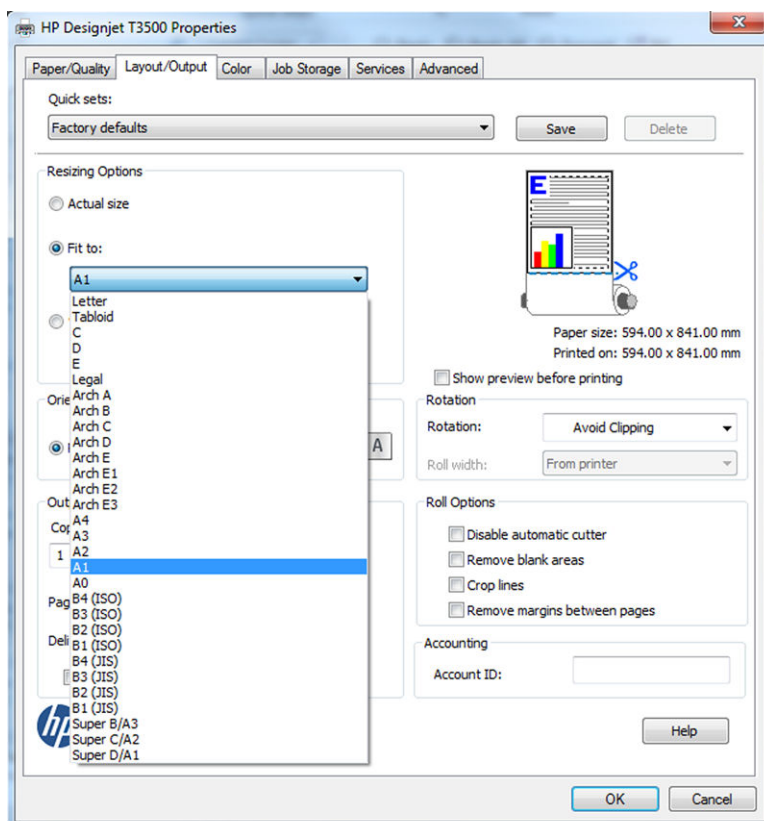 HP Designjet T3500 Properties
Paper/Quality Layout/Output Color Job Storage Services Advanced
Quick sets:
Factory defaults
Save
Delete
Resizing Options
Actual size
Fit to:
A1
Letter
Tabloid
C
D
E
Legal
Arch A
Arch B
Arch C
Arch D
Arch E
Arch E1
Arch E2
Arch E3
A4
A3
A2
A1
A0
B4 (ISO)
B3 (ISO)
B2 (ISO)
B1 (ISO)
B4 (JIS)
B3 (JIS)
B2 (JIS)
B1 (JIS)
Super B/A3
Super C/A2
Super D/A1
A
1
hp
E
Paper size: 594.00 x 841.00 mm
Printed on: 594.00 x 841.00 mm
Show preview before printing
Rotation
Rotation: Avoid Clipping
Roll width: From printer
Roll Options
Disable automatic cutter
Remove blank areas
Crop lines
Remove margins between pages
Accounting
Account ID:
Help
OK
Cancel